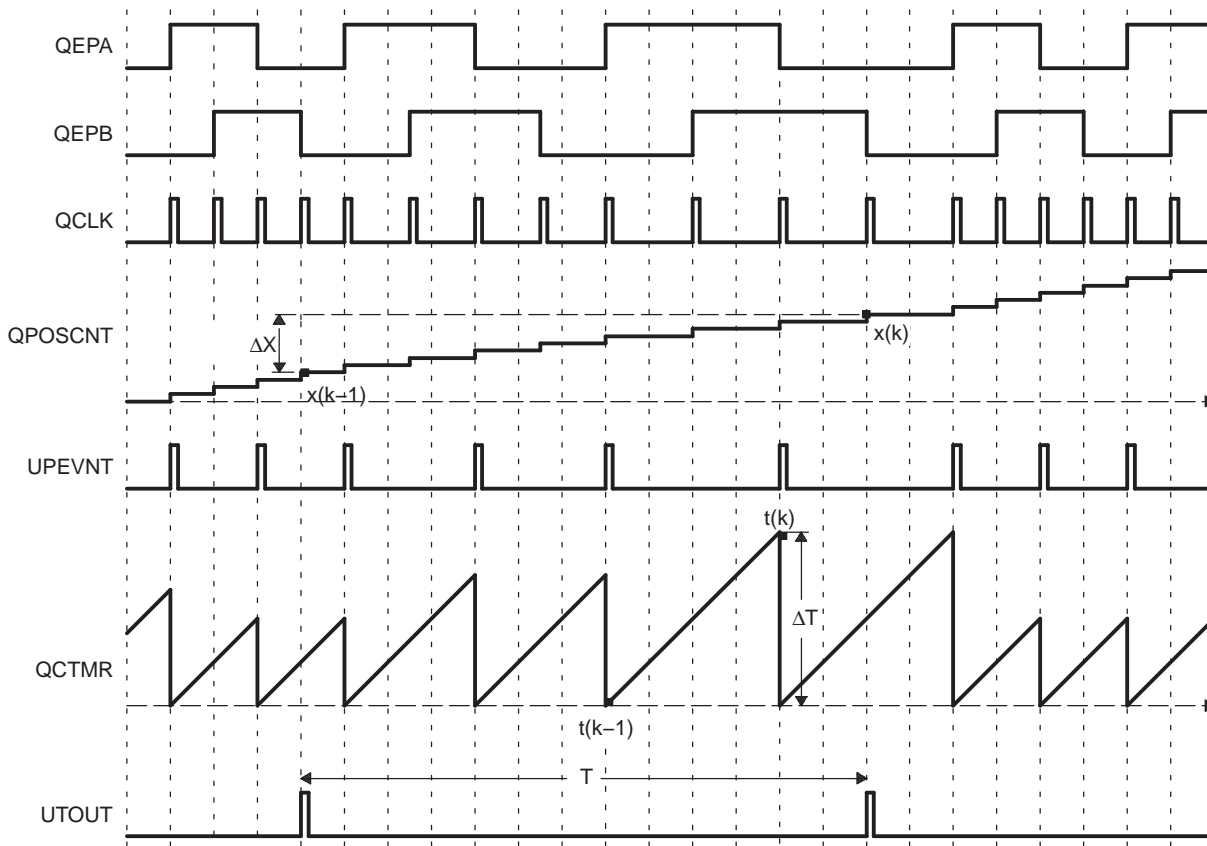 QEPA
QEPB
QCLK
QPOSCNT
ΔX
x(k)
x(k−1)
UPEVNT
t(k)
ΔT
QCTMR
t(k−1)
T
UTOUT